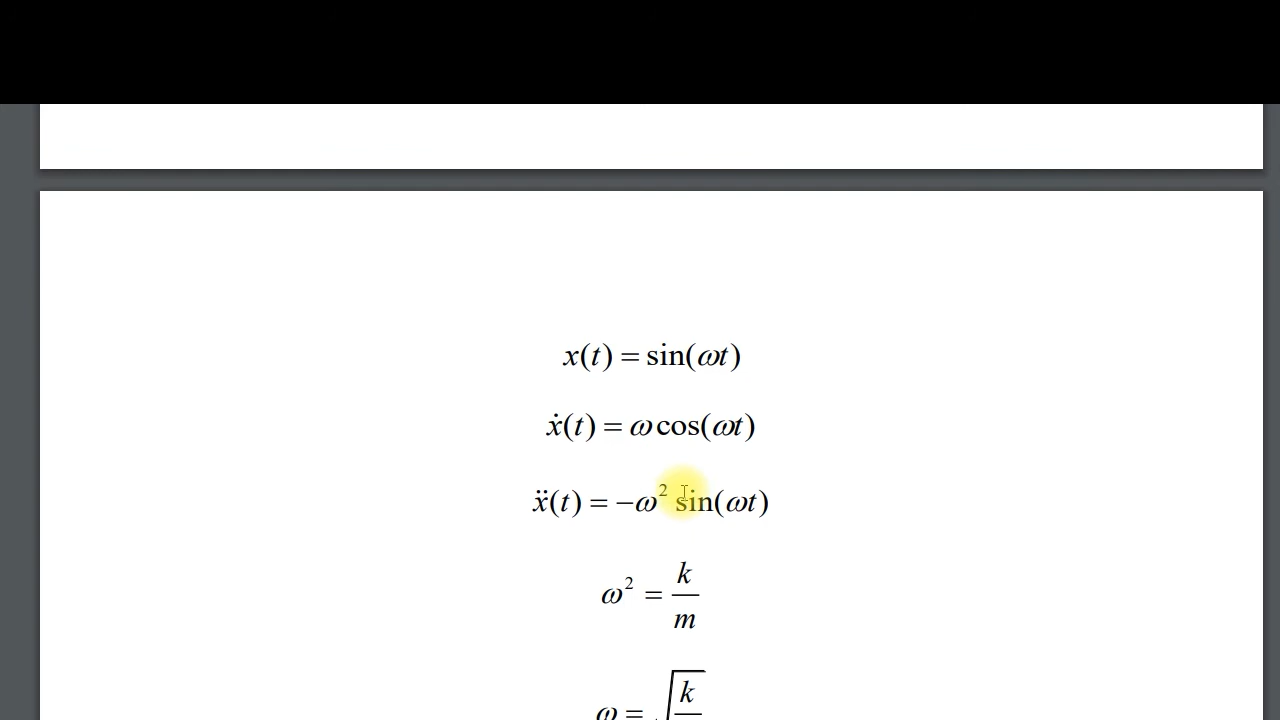 x(t) = sin(ωt)
ẋ(t) = ω cos(ωt)
ẍ(t) = −ω² sin(ωt)
ω² = k/m
ω = √k